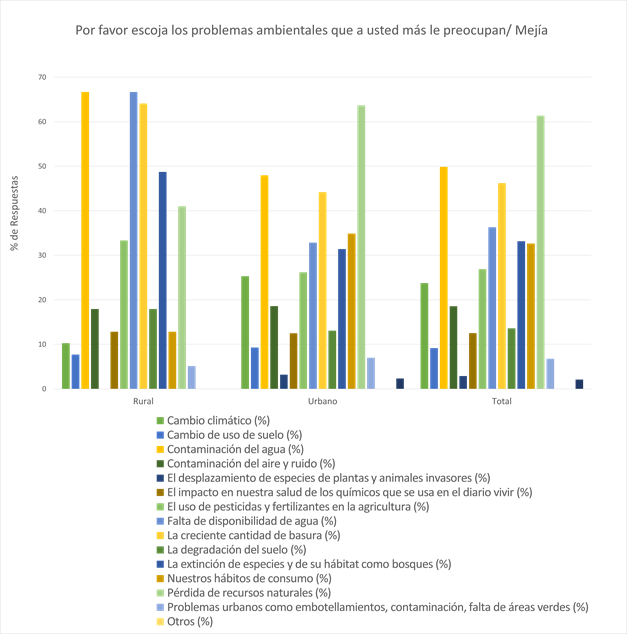 Por favor escoja los problemas ambientales que a usted más le preocupan/ Mejía
70
60
50
40
30
20
10
0
% de Respuestas
Rural Urbano Total
Cambio climático (%)
Cambio de uso de suelo (%)
Contaminación del agua (%)
Contaminación del aire y ruido (%)
El desplazamiento de especies de plantas y animales invasores (%)
El impacto en nuestra salud de los químicos que se usa en el diario vivir (%)
El uso de pesticidas y fertilizantes en la agricultura (%)
Falta de disponibilidad de agua (%)
La creciente cantidad de basura (%)
La degradación del suelo (%)
La extinción de especies y de su hábitat como bosques (%)
Nuestros hábitos de consumo (%)
Pérdida de recursos naturales (%)
Problemas urbanos como embotellamientos, contaminación, falta de áreas verdes (%)
Otros (%)